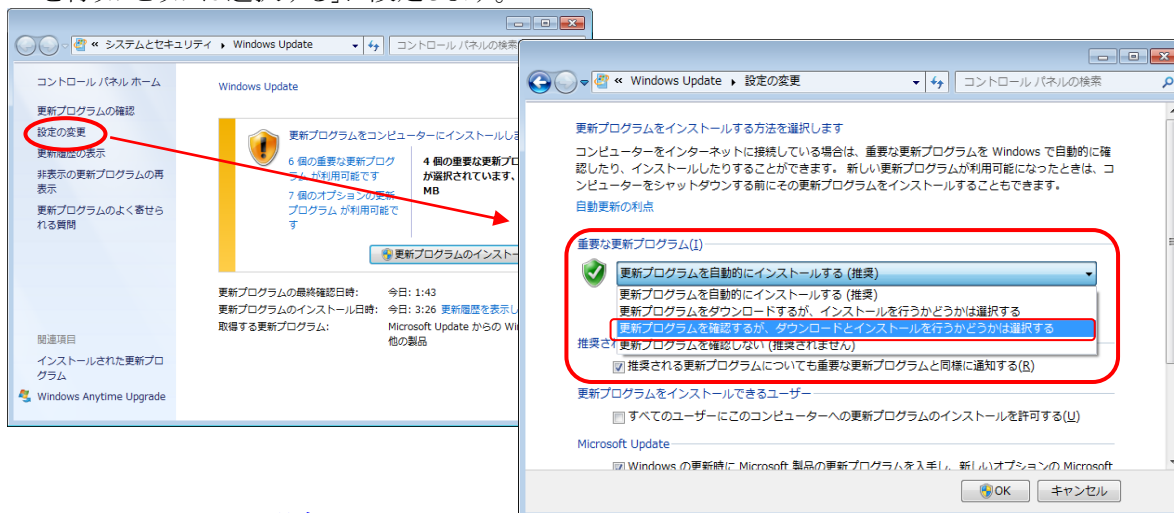 システムとセキュリティ ▸ Windows Update
コントロール パネルの検索
コントロール パネル ホーム
更新プログラムの確認
設定の変更
更新履歴の表示
非表示の更新プログラムの再
表示
更新プログラムのよく寄せら
れる質問
関連項目
インストールされた更新プロ
グラム
Windows Anytime Upgrade
Windows Update
更新プログラムをコンピューターにインストールしま
6 個の重要な更新プログ
ラム が利用可能です
7 個のオプションの更新
プログラム が利用可能で
す
4 個の重要な更新プロ
が選択されています、
MB
更新プログラムのインストー
更新プログラムの最終確認日時: 今日: 1:43
更新プログラムのインストール日時: 今日: 3:26 更新履歴を表示し
取得する更新プログラム: Microsoft Update からの Wi
他の製品
« Windows Update ▸ 設定の変更
コントロール パネルの検索
更新プログラムをインストールする方法を選択します
コンピューターをインターネットに接続している場合は、重要な更新プログラムを Windows で自動的に確
認したり、インストールしたりすることができます。 新しい更新プログラムが利用可能になったときは、コ
ンピューターをシャットダウンする前にその更新プログラムをインストールすることもできます。
自動更新の利点
重要な更新プログラム(I)
更新プログラムを自動的にインストールする (推奨)
更新プログラムを自動的にインストールする (推奨)
更新プログラムをダウンロードするが、インストールを行うかどうかは選択する
更新プログラムを確認するが、ダウンロードとインストールを行うかどうかは選択する
更新プログラムを確認しない (推奨されません)
推奨さ
推奨される更新プログラムについても重要な更新プログラムと同様に通知する(R)
更新プログラムをインストールできるユーザー
すべてのユーザーにこのコンピューターへの更新プログラムのインストールを許可する(U)
Microsoft Update
Windows の更新時に Microsoft 製品の更新プログラムを入手し、新しいオプションの Microsoft
OK キャンセル